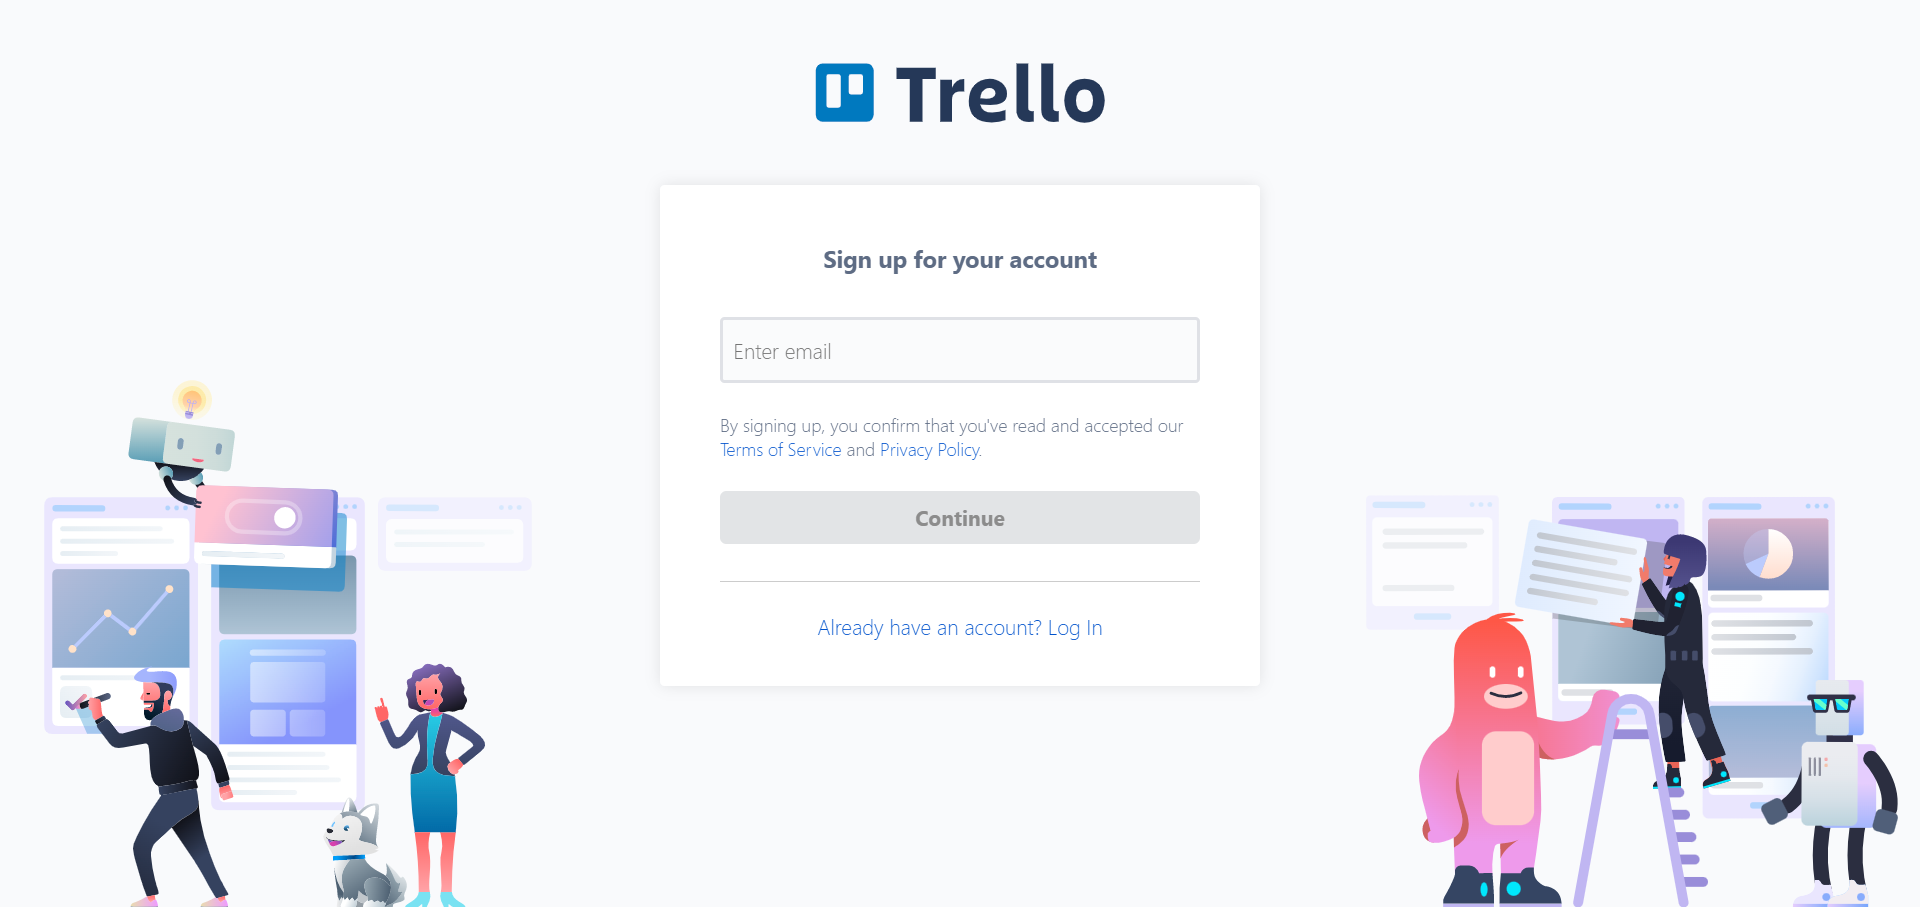 Trello
Sign up for your account
Enter email
By signing up, you confirm that you've read and accepted our
Terms of Service and Privacy Policy.
Continue
Already have an account? Log In